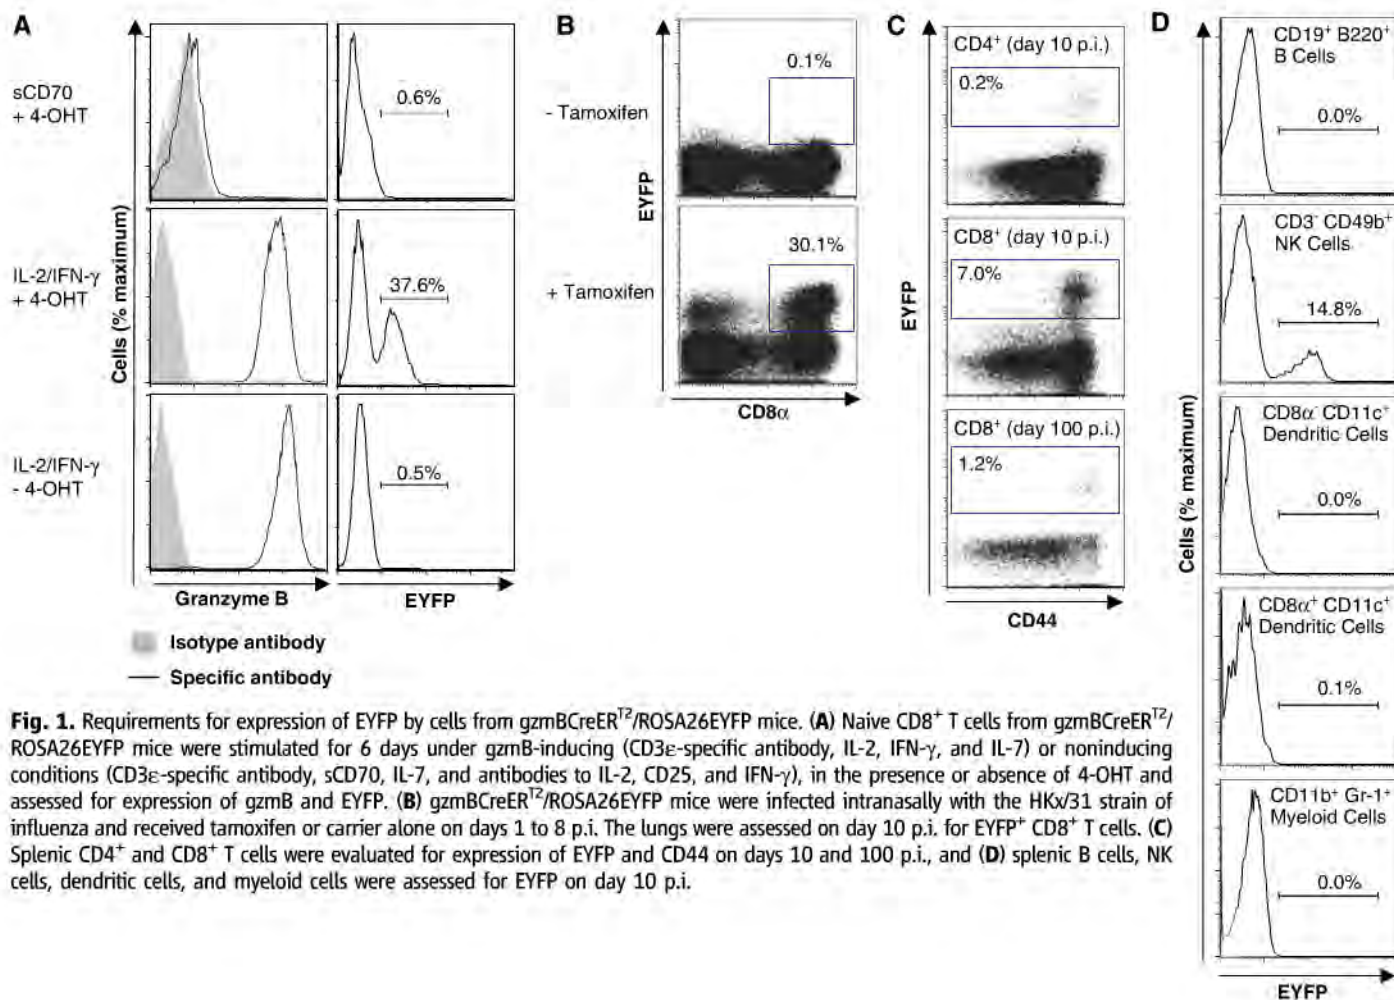 A
sCD70
+ 4-OHT
0.6%
IL-2/IFN-γ
+ 4-OHT
37.6%
IL-2/IFN-γ
- 4-OHT
0.5%
Cells (% maximum)
Granzyme B
EYFP
Isotype antibody
Specific antibody
B
0.1%
- Tamoxifen
30.1%
+ Tamoxifen
EYFP
CD8α
C
CD4⁺ (day 10 p.i.)
0.2%
CD8⁺ (day 10 p.i.)
7.0%
CD8⁺ (day 100 p.i.)
1.2%
EYFP
CD44
D
CD19⁺ B220⁺
B Cells
0.0%
CD3⁻ CD49b⁺
NK Cells
14.8%
CD8α⁻ CD11c⁺
Dendritic Cells
0.0%
CD8α⁺ CD11c⁺
Dendritic Cells
0.1%
CD11b⁺ Gr-1⁺
Myeloid Cells
0.0%
Cells (% maximum)
EYFP
Fig. 1. Requirements for expression of EYFP by cells from gzmBCreERᵀ²/ROSA26EYFP mice. (A) Naive CD8⁺ T cells from gzmBCreERᵀ²/
ROSA26EYFP mice were stimulated for 6 days under gzmB-inducing (CD3ε-specific antibody, IL-2, IFN-γ, and IL-7) or noninducing
conditions (CD3ε-specific antibody, sCD70, IL-7, and antibodies to IL-2, CD25, and IFN-γ), in the presence or absence of 4-OHT and
assessed for expression of gzmB and EYFP. (B) gzmBCreERᵀ²/ROSA26EYFP mice were infected intranasally with the HKx/31 strain of
influenza and received tamoxifen or carrier alone on days 1 to 8 p.i. The lungs were assessed on day 10 p.i. for EYFP⁺ CD8⁺ T cells. (C)
Splenic CD4⁺ and CD8⁺ T cells were evaluated for expression of EYFP and CD44 on days 10 and 100 p.i., and (D) splenic B cells, NK
cells, dendritic cells, and myeloid cells were assessed for EYFP on day 10 p.i.